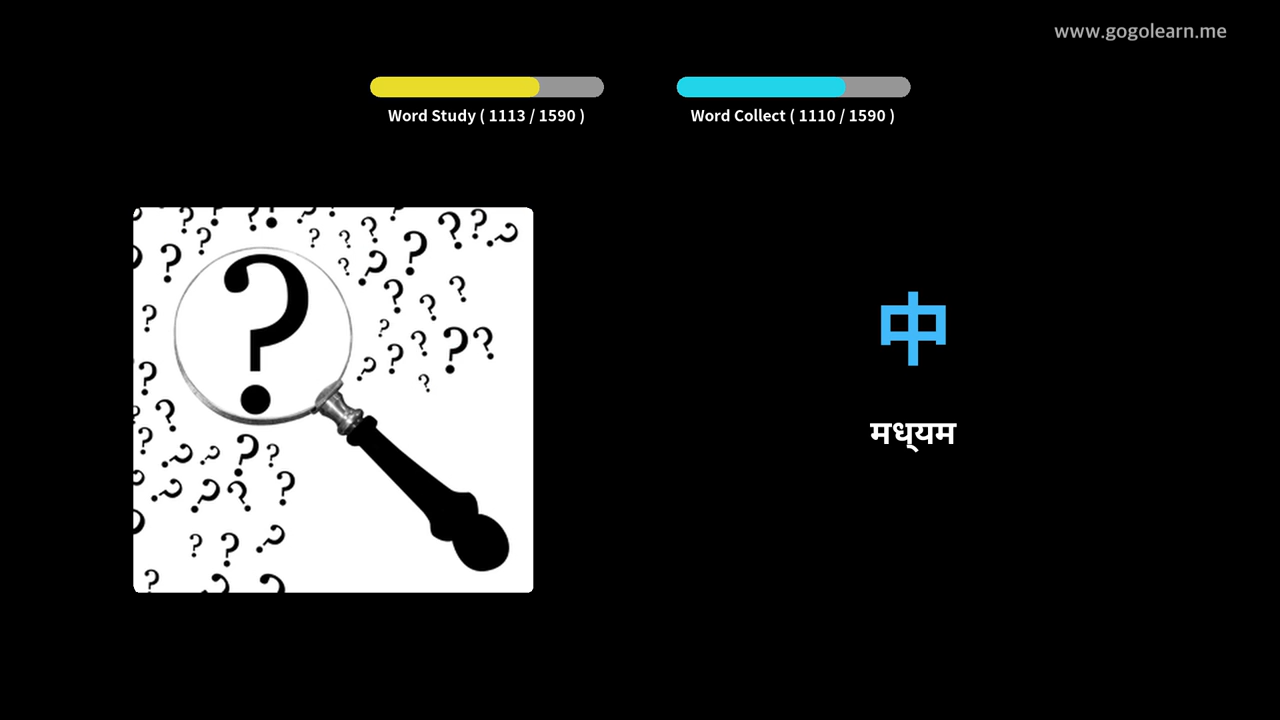 www.gogolearn.me
Word Study ( 1113 / 1590 )
Word Collect ( 1110 / 1590 )
中
मध्यम